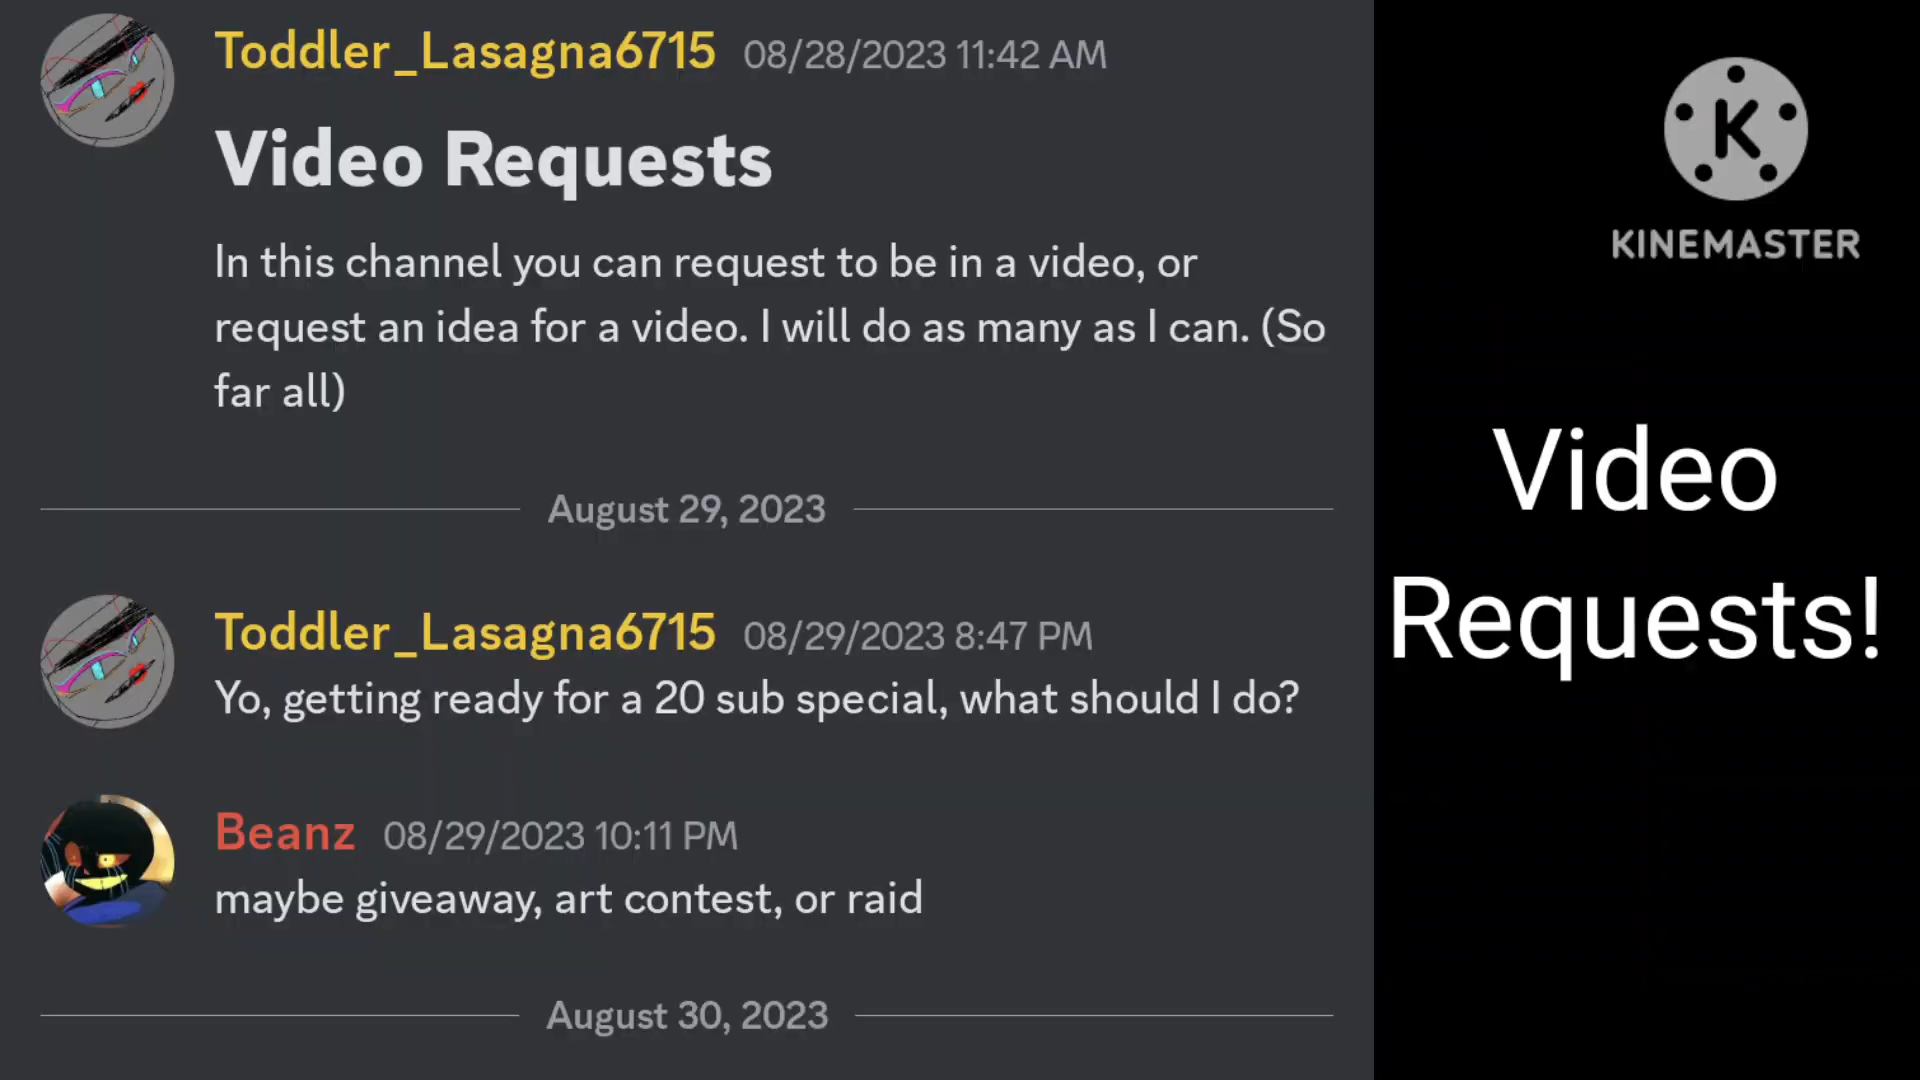 Toddler_Lasagna6715 08/28/2023 11:42 AM
Video Requests
In this channel you can request to be in a video, or
request an idea for a video. I will do as many as I can. (So
far all)
August 29, 2023
Toddler_Lasagna6715 08/29/2023 8:47 PM
Yo, getting ready for a 20 sub special, what should I do?
Beanz 08/29/2023 10:11 PM
maybe giveaway, art contest, or raid
August 30, 2023
K
KINEMASTER
Video
Requests!